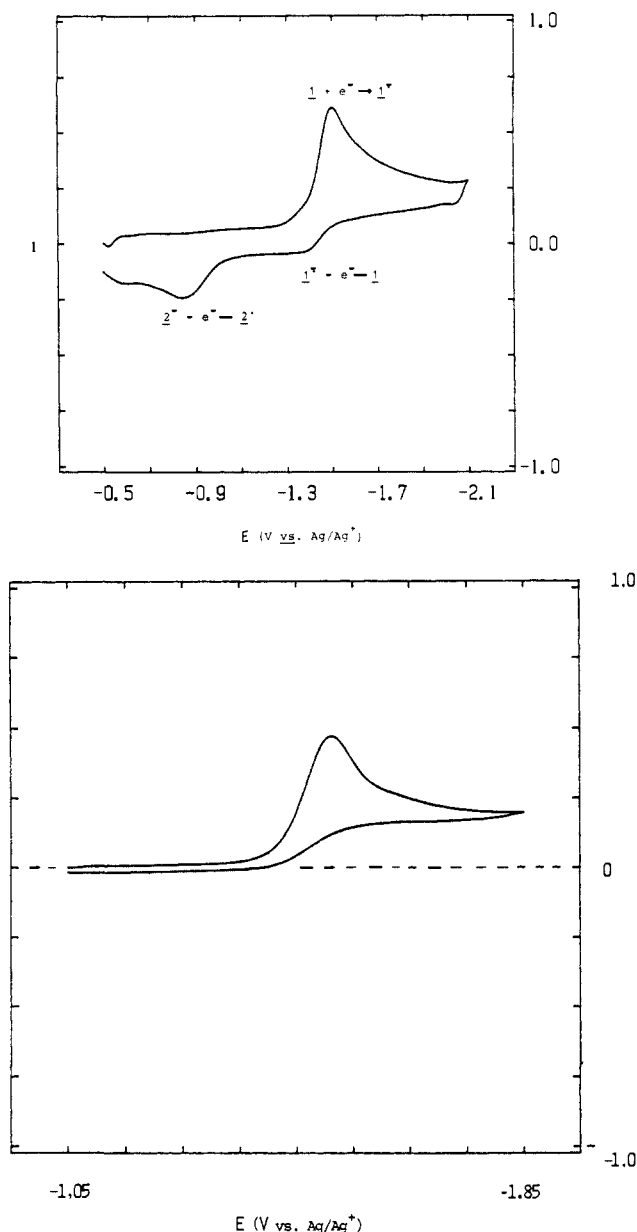 1.0
1 + e⁻ → 1⁻·
1
0.0
1⁻· - e⁻ — 1
2⁻ - e⁻ — 2·
-1.0
-0.5 -0.9 -1.3 -1.7 -2.1
E (V vs. Ag/Ag⁺)
1.0
0
-1.0
-1,05 -1.85
E (V vs. Ag/Ag⁺)